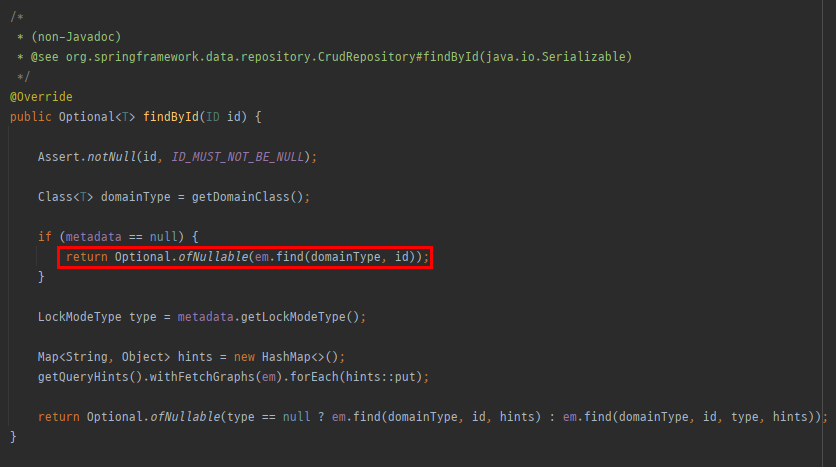 /*
 * (non-Javadoc)
 * @see org.springframework.data.repository.CrudRepository#findById(java.io.Serializable)
 */
@Override
public Optional<T> findById(ID id) {
Assert.notNull(id, ID_MUST_NOT_BE_NULL);
Class<T> domainType = getDomainClass();
if (metadata == null) {
return Optional.ofNullable(em.find(domainType, id));
}
LockModeType type = metadata.getLockModeType();
Map<String, Object> hints = new HashMap<>();
getQueryHints().withFetchGraphs(em).forEach(hints::put);
return Optional.ofNullable(type == null ? em.find(domainType, id, hints) : em.find(domainType, id, type, hints));
}